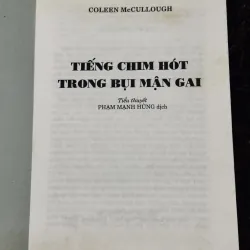 COLEEN McCULLOUGH
TIẾNG CHIM HÓT
TRONG BỤI MẬN GAI
Tiểu thuyết
PHẠM MẠNH HÙNG dịch